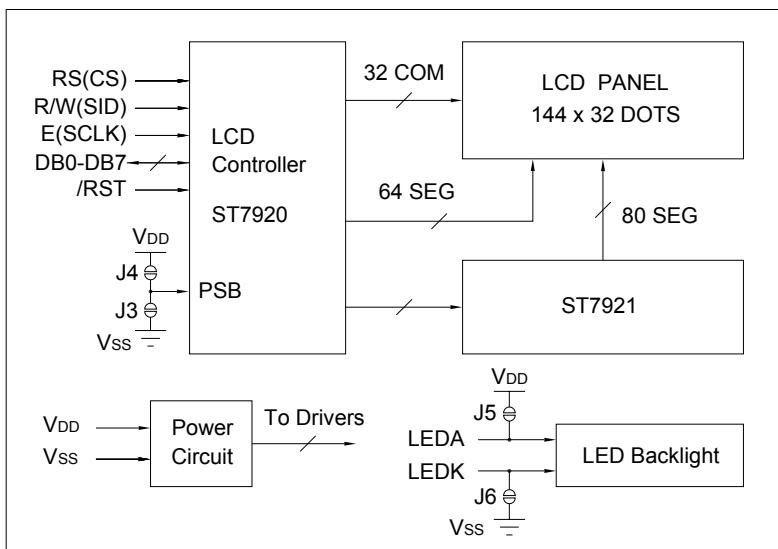 RS(CS)
R/W(SID)
E(SCLK)
DB0-DB7
/RST
LCD
Controller
ST7920
VDD
J4
J3
VSS
PSB
32 COM
64 SEG
LCD PANEL
144 x 32 DOTS
80 SEG
ST7921
VDD
VSS
Power
Circuit
To Drivers
VDD
J5
LEDA
LEDK
J6
VSS
LED Backlight